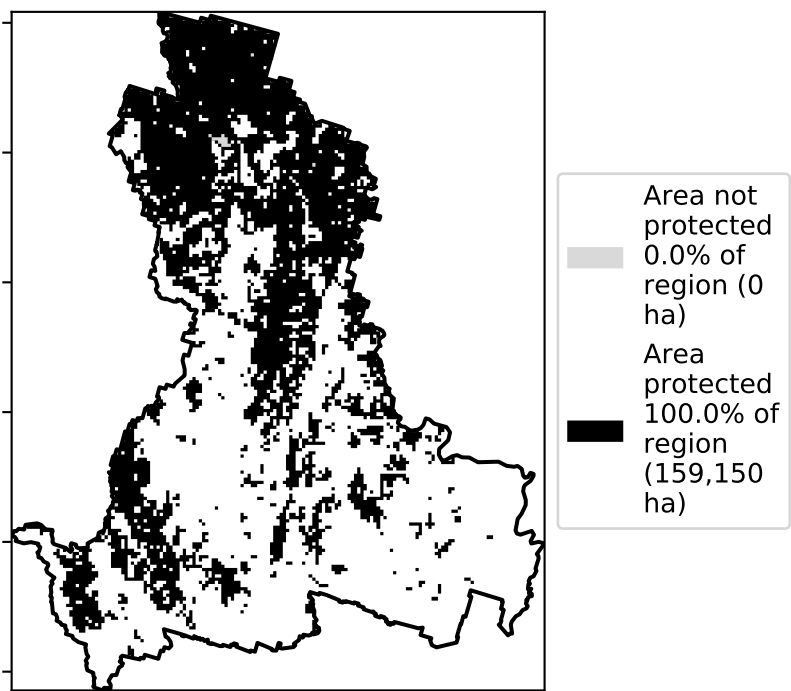 Area not
protected
0.0% of
region (0
ha)
Area
protected
100.0% of
region
(159,150
ha)